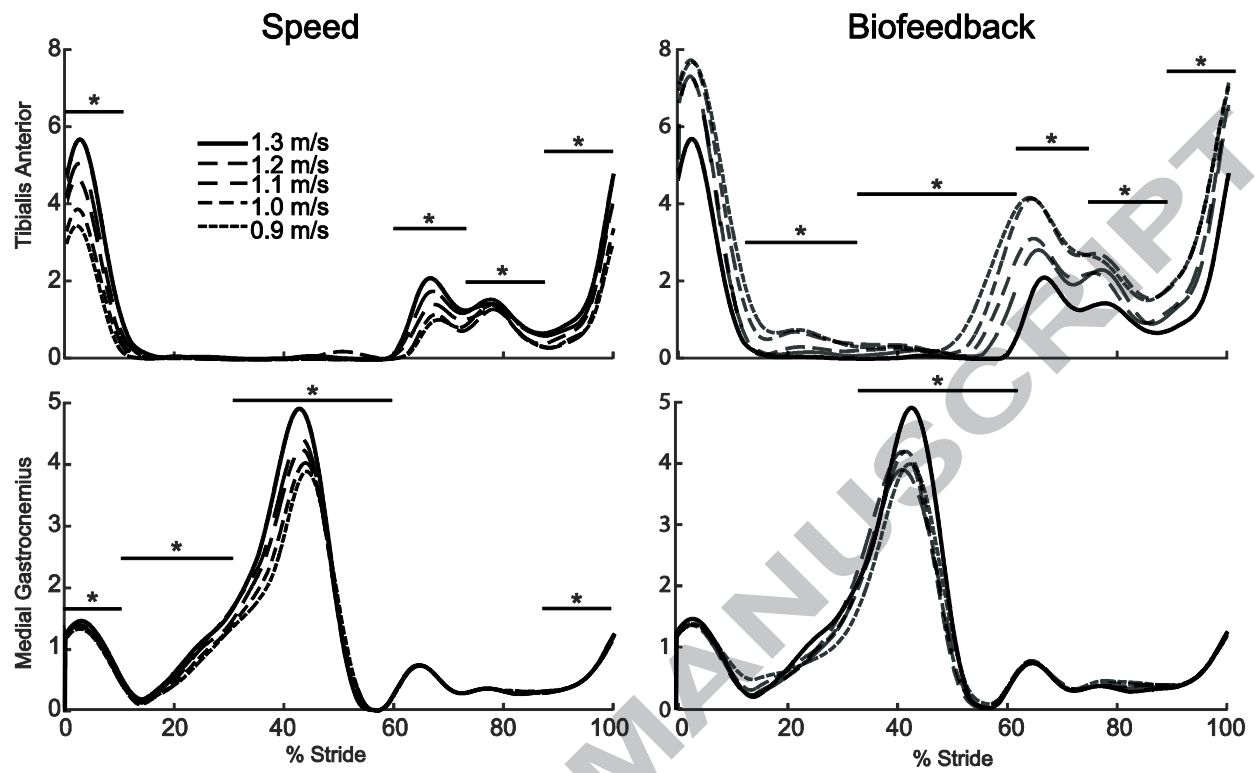 Speed
Biofeedback
Tibialis Anterior
8
6
4
2
0
*
*
*
*
1.3 m/s
1.2 m/s
1.1 m/s
1.0 m/s
0.9 m/s
8
6
4
2
0
*
*
*
*
*
Medial Gastrocnemius
5
4
3
2
1
0
*
*
*
*
0 20 40 60 80 100
% Stride
5
4
3
2
1
0
*
0 20 40 60 80 100
% Stride
MANUSCRIPT